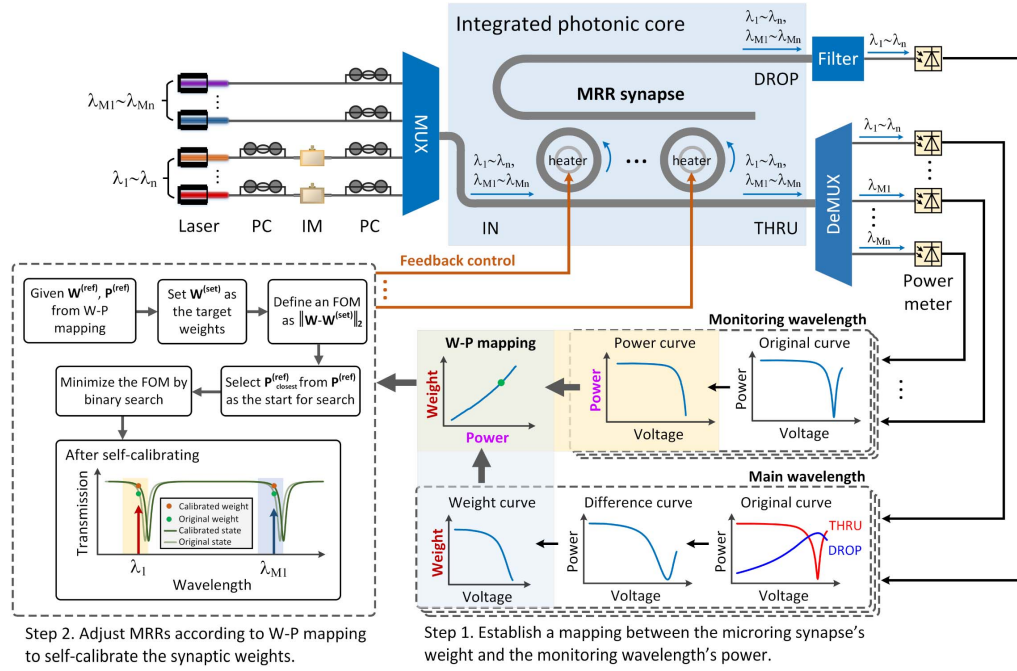 Integrated photonic core
λ1~λn,
λM1~λMn
DROP
Filter
λ1~λn
λM1~λMn
λ1~λn
Laser
PC
IM
PC
MUX
MRR synapse
heater
...
heater
λ1~λn,
λM1~λMn
IN
λ1~λn,
λM1~λMn
THRU
DeMUX
λ1~λn
λM1
λMn
Power
meter
Feedback control
Given W(ref), P(ref)
from W-P
mapping
Set W(set) as
the target
weights
Define an FOM
as ‖W-W(set)‖2
Select P(ref)closest from P(ref)
as the start for search
Minimize the FOM by
binary search
After self-calibrating
Transmission
Calibrated weight
Original weight
Calibrated state
Original state
λ1
λM1
Wavelength
Step 2. Adjust MRRs according to W-P mapping
to self-calibrate the synaptic weights.
Monitoring wavelength
W-P mapping
Weight
Power
Power curve
Power
Voltage
Original curve
Power
Voltage
Main wavelength
Weight curve
Weight
Voltage
Difference curve
Power
Voltage
Original curve
Power
THRU
DROP
Voltage
Step 1. Establish a mapping between the microring synapse's
weight and the monitoring wavelength's power.